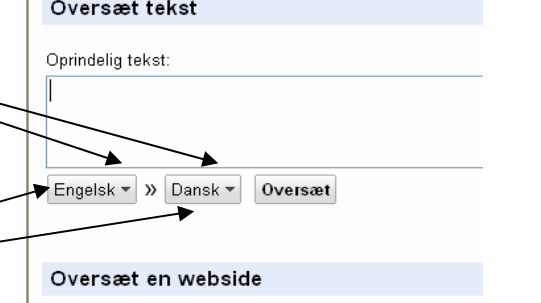 Oversæt tekst
Oprindelig tekst:
Engelsk » Dansk Oversæt
Oversæt en webside